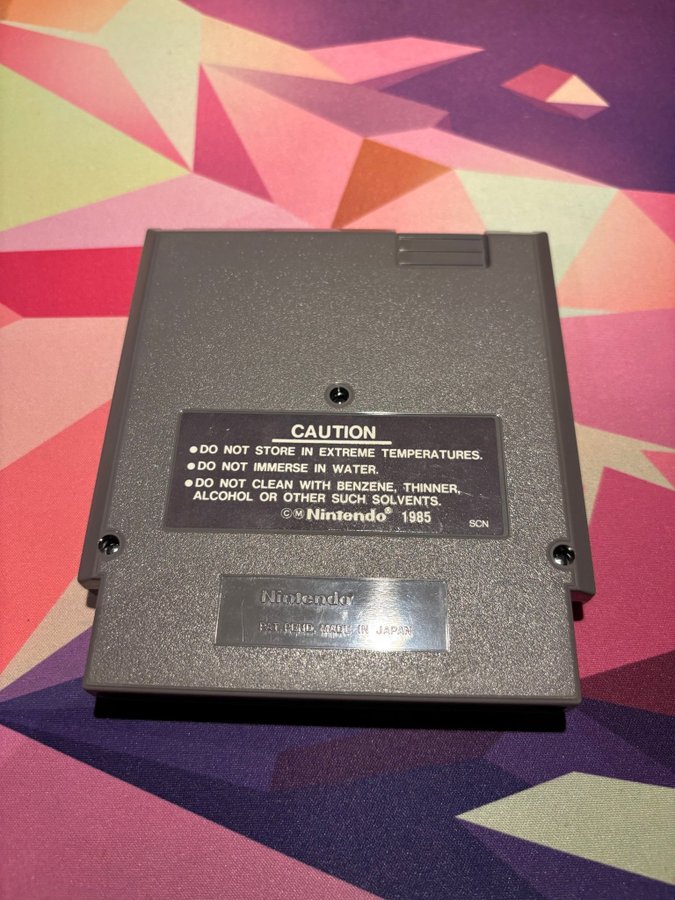 CAUTION
●DO NOT STORE IN EXTREME TEMPERATURES.
●DO NOT IMMERSE IN WATER.
●DO NOT CLEAN WITH BENZENE, THINNER,
ALCOHOL OR OTHER SUCH SOLVENTS.
©Ⓜ Nintendo® 1985
SCN
Nintendo®
PAT. PEND. MADE IN JAPAN